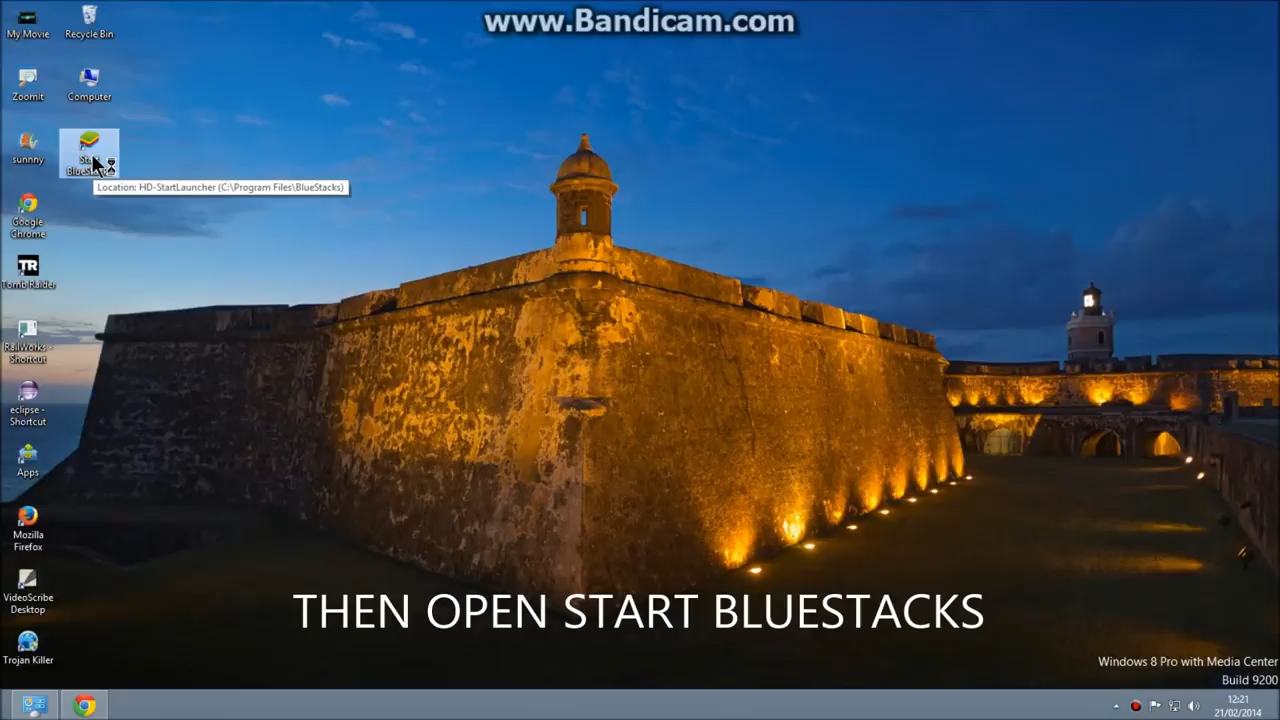 www.Bandicam.com
My Movie
Recycle Bin
Zoomit
Computer
sunnny
Start
BlueStacks
Location: HD-StartLauncher (C:\Program Files\BlueStacks)
Google
Chrome
TR
Tomb Raider
RailWorks -
Shortcut
eclipse -
Shortcut
Apps
Mozilla
Firefox
VideoScribe
Desktop
Trojan Killer
THEN OPEN START BLUESTACKS
Windows 8 Pro with Media Center
Build 9200
12:21
21/02/2014